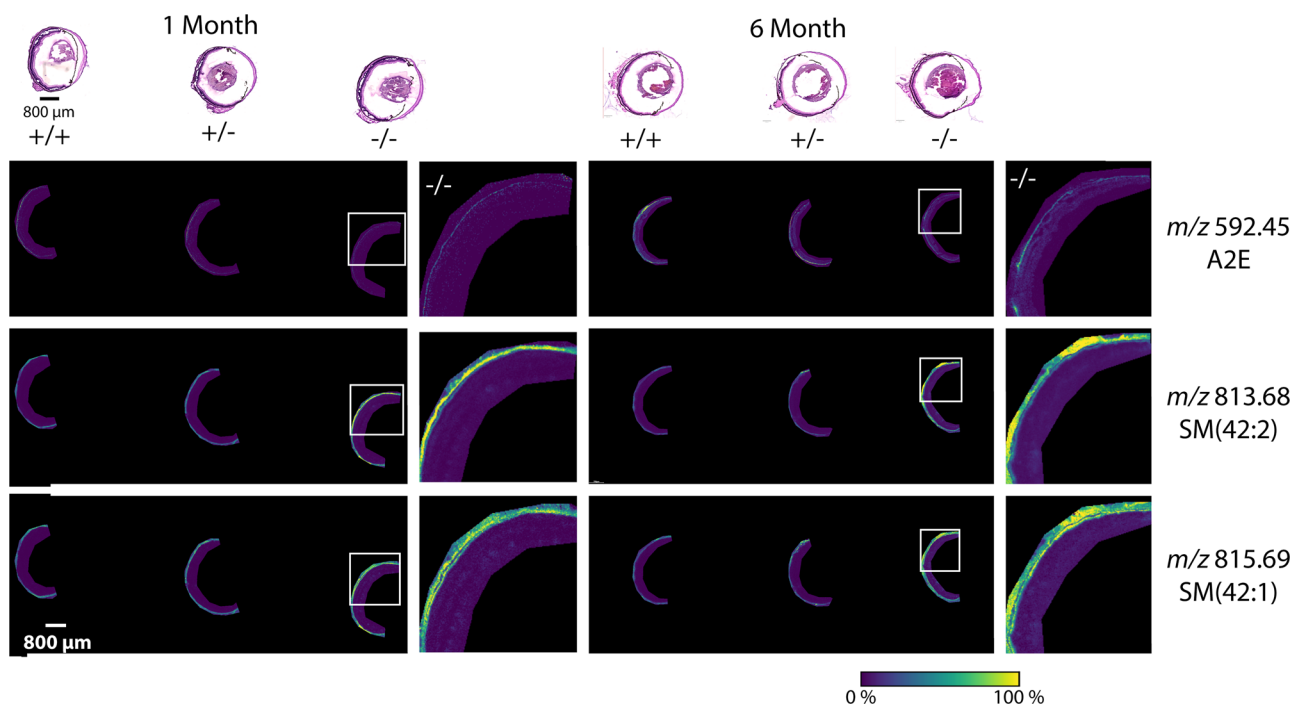 1 Month
6 Month
800 µm
+/+
+/-
-/-
+/+
+/-
-/-
-/-
-/-
m/z 592.45
A2E
m/z 813.68
SM(42:2)
m/z 815.69
SM(42:1)
800 µm
0 %
100 %